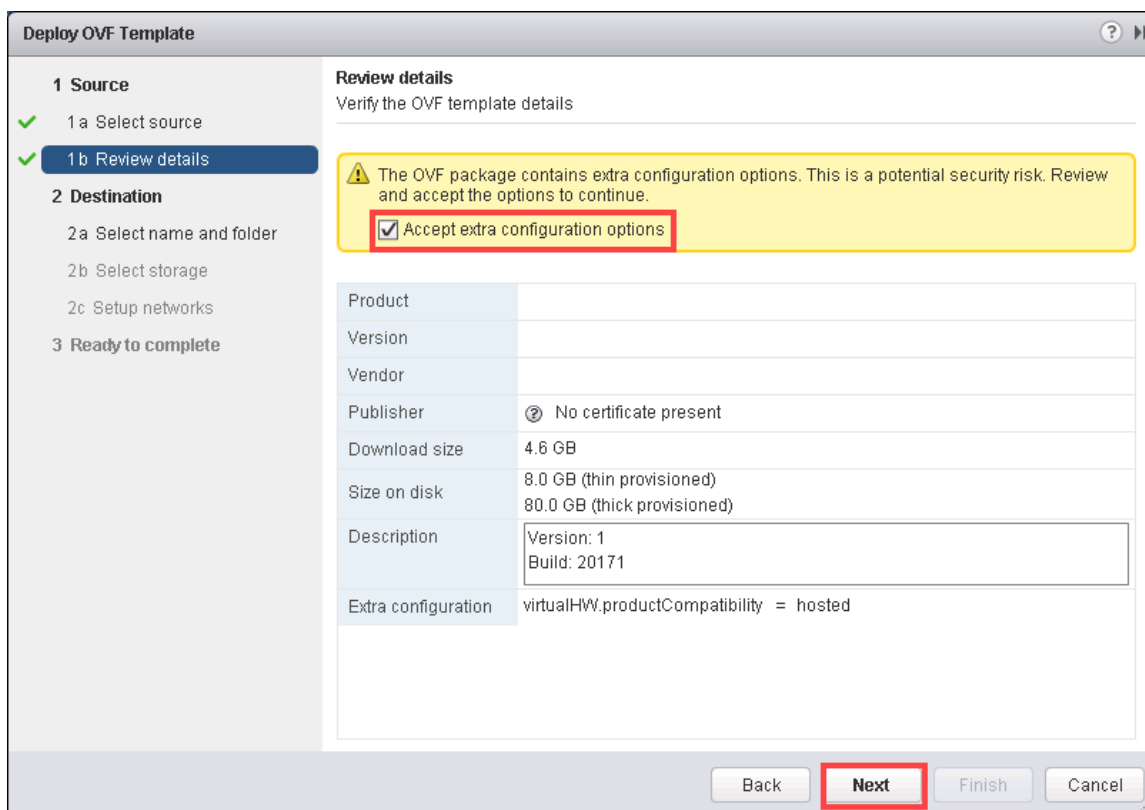 Deploy OVF Template
1 Source
1a Select source
1b Review details
2 Destination
2a Select name and folder
2b Select storage
2c Setup networks
3 Ready to complete
Review details
Verify the OVF template details
The OVF package contains extra configuration options. This is a potential security risk. Review
and accept the options to continue.
Accept extra configuration options
Product
Version
Vendor
Publisher ? No certificate present
Download size 4.6 GB
Size on disk 8.0 GB (thin provisioned)
80.0 GB (thick provisioned)
Description Version: 1
Build: 20171
Extra configuration virtualHW.productCompatibility = hosted
Back Next Finish Cancel